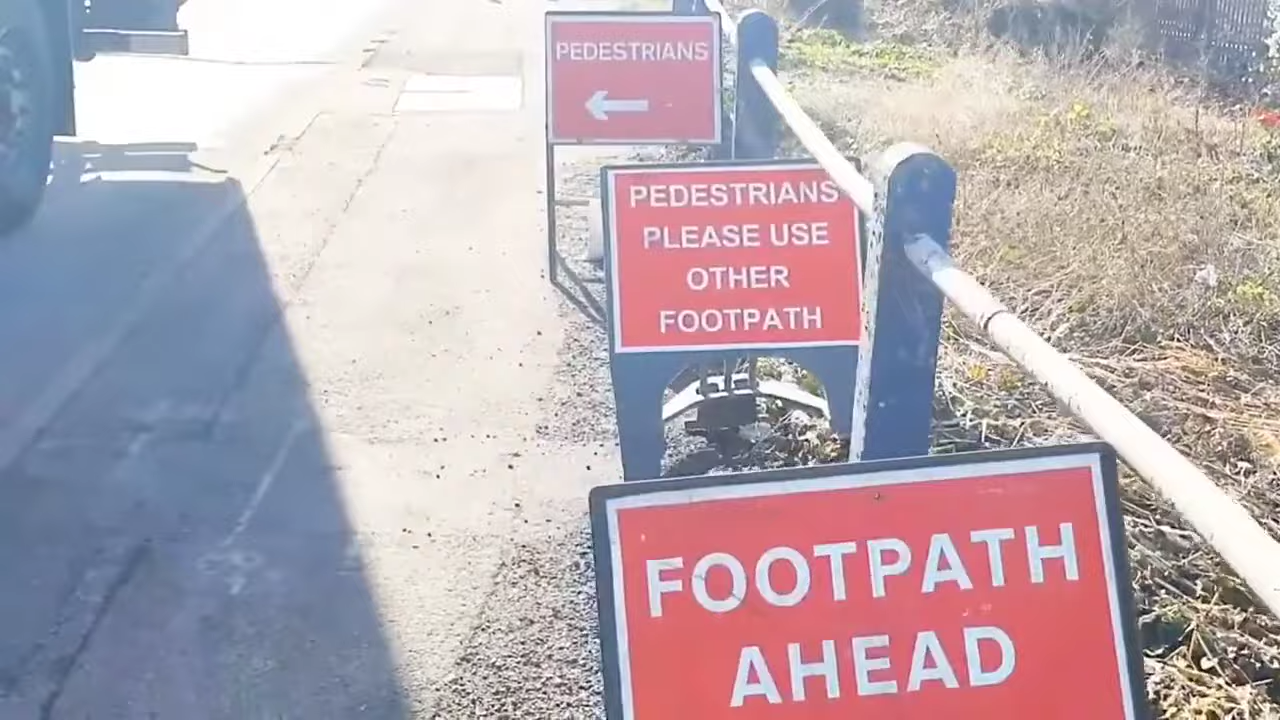 PEDESTRIANS
PEDESTRIANS
PLEASE USE
OTHER
FOOTPATH
FOOTPATH
AHEAD